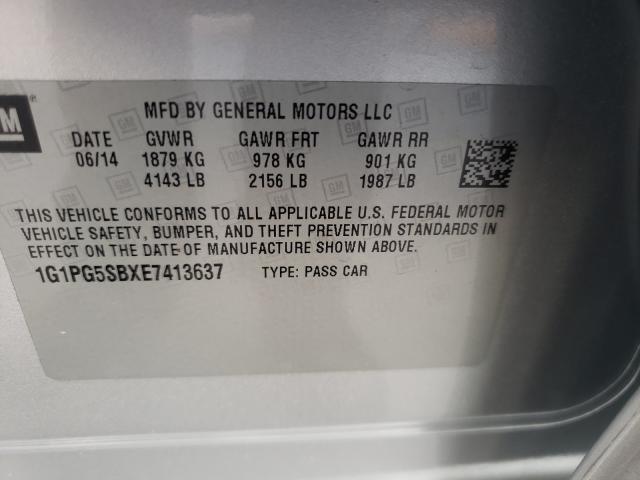 GM ®
MFD BY GENERAL MOTORS LLC
DATE GVWR GAWR FRT GAWR RR
06/14 1879 KG 978 KG 901 KG
4143 LB 2156 LB 1987 LB
THIS VEHICLE CONFORMS TO ALL APPLICABLE U.S. FEDERAL MOTOR
VEHICLE SAFETY, BUMPER, AND THEFT PREVENTION STANDARDS IN
EFFECT ON THE DATE OF MANUFACTURE SHOWN ABOVE.
1G1PG5SBXE7413637 TYPE: PASS CAR